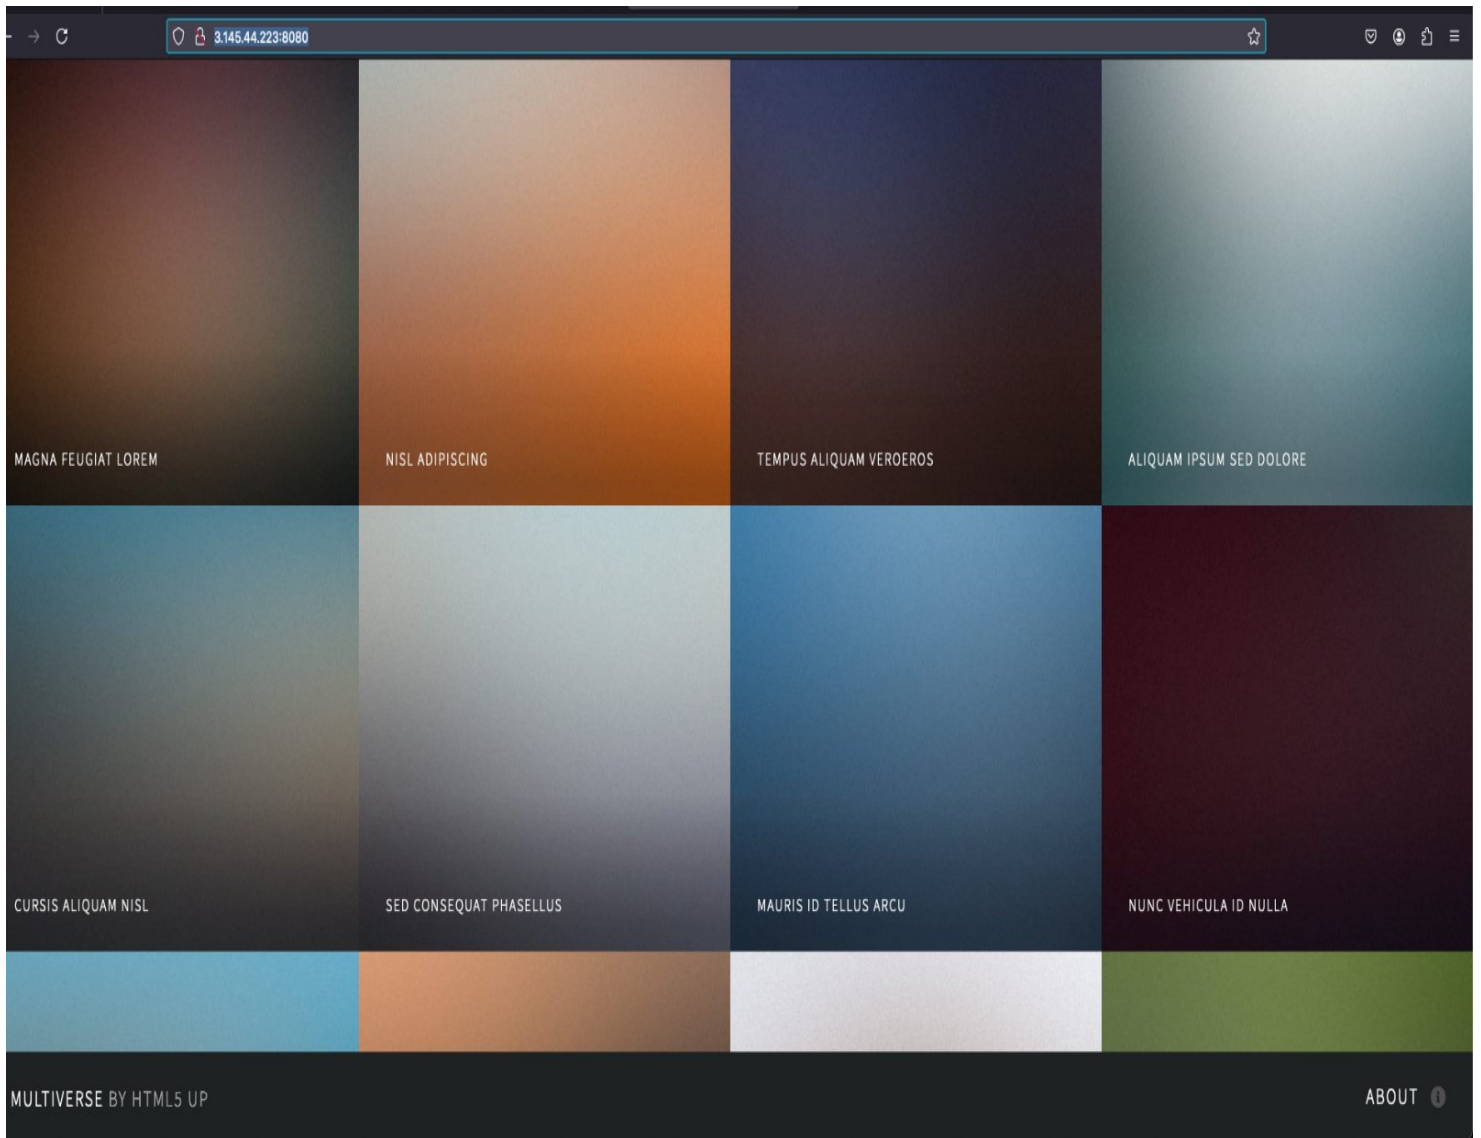 3.145.44.223:8080
MAGNA FEUGIAT LOREM
NISL ADIPISCING
TEMPUS ALIQUAM VEROEROS
ALIQUAM IPSUM SED DOLORE
CURSIS ALIQUAM NISL
SED CONSEQUAT PHASELLUS
MAURIS ID TELLUS ARCU
NUNC VEHICULA ID NULLA
MULTIVERSE BY HTML5 UP
ABOUT